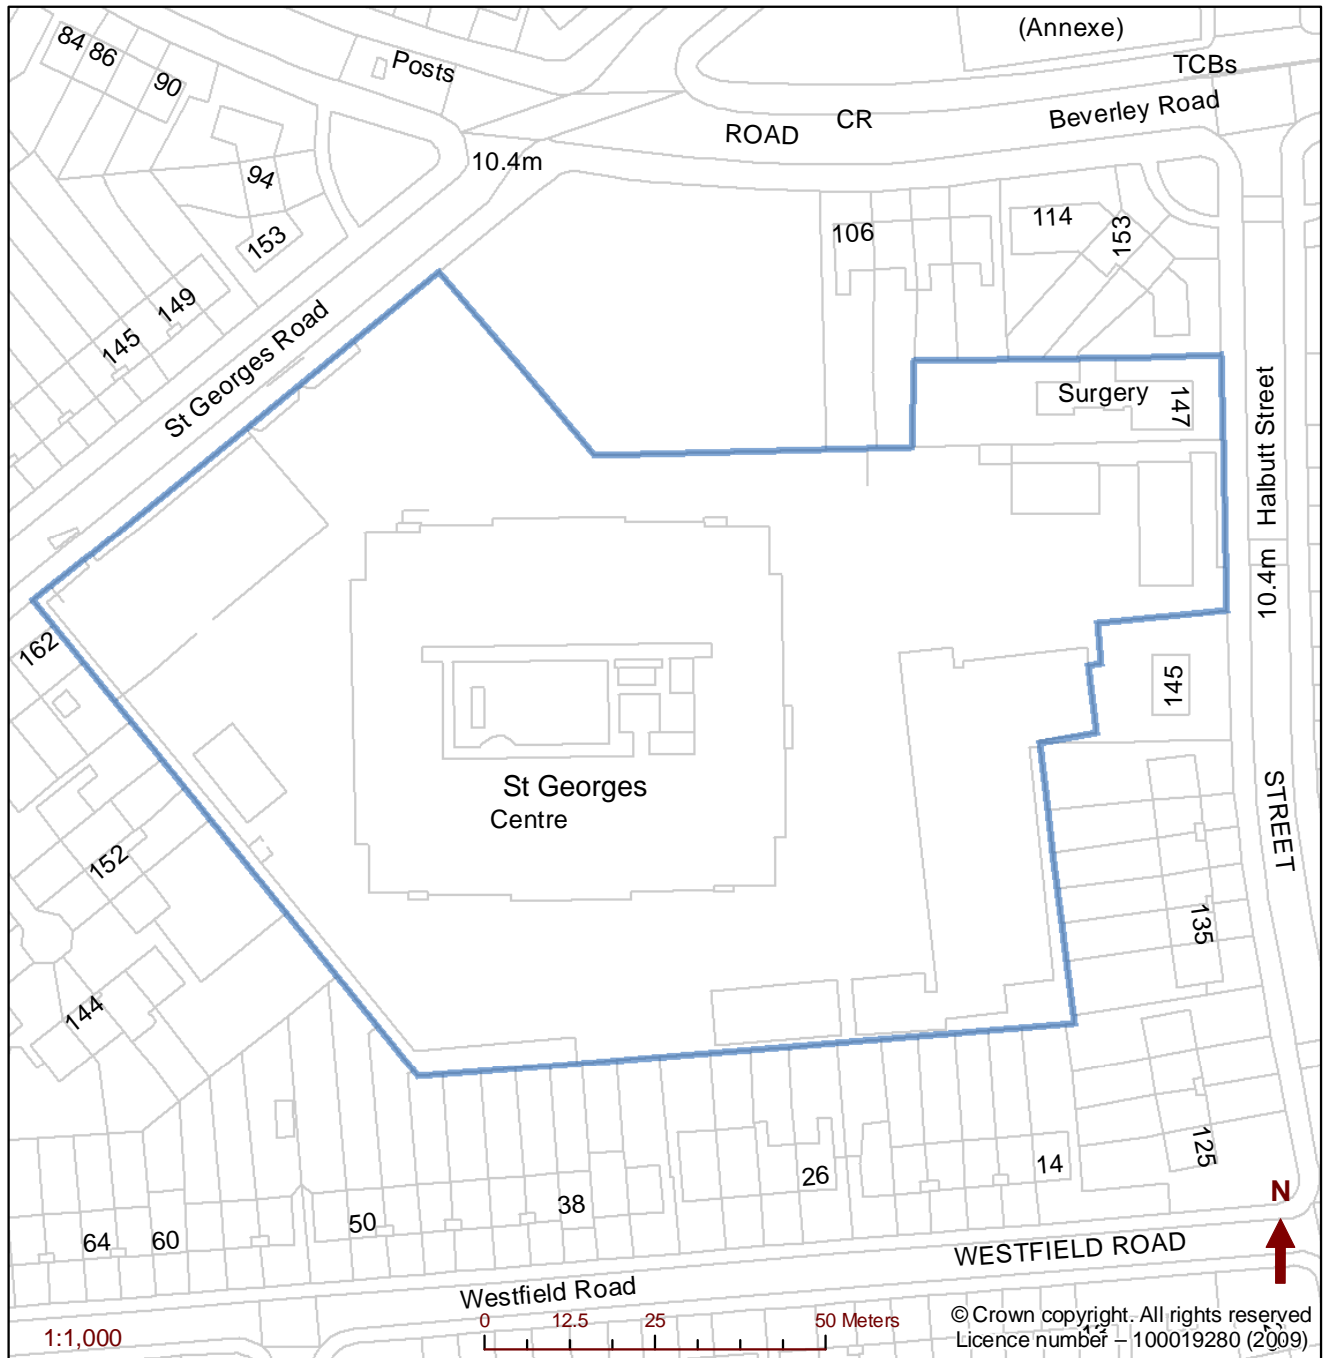 (Annexe)
84
86
90
Posts
TCBs
CR
ROAD
Beverley Road
10.4m
94
153
106
114
153
149
145
St Georges Road
Surgery
147
Halbutt Street
10.4m
162
145
St Georges
Centre
STREET
152
135
144
125
26
14
38
50
64
60
N
WESTFIELD ROAD
Westfield Road
0 12.5 25 50 Meters
1:1,000
© Crown copyright. All rights reserved
Licence number – 100019280 (2009)